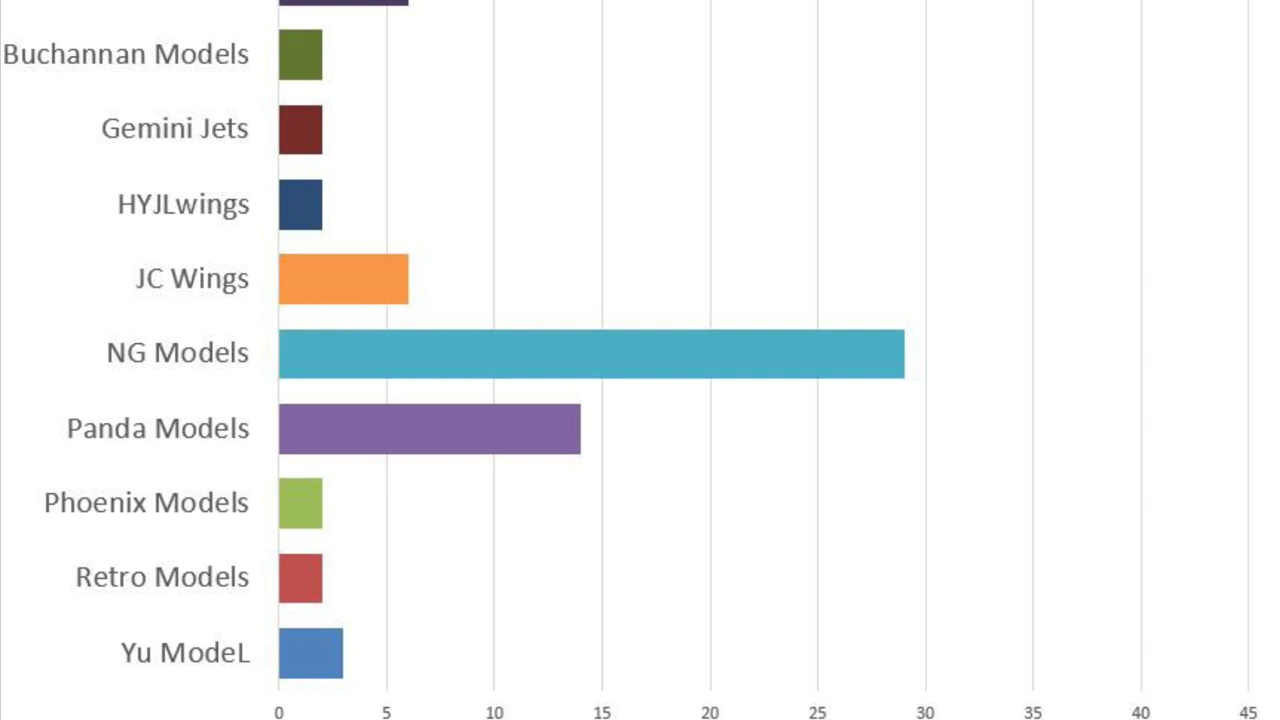 Buchannan Models
Gemini Jets
HYJLwings
JC Wings
NG Models
Panda Models
Phoenix Models
Retro Models
Yu ModeL
0 5 10 15 20 25 30 35 40 45